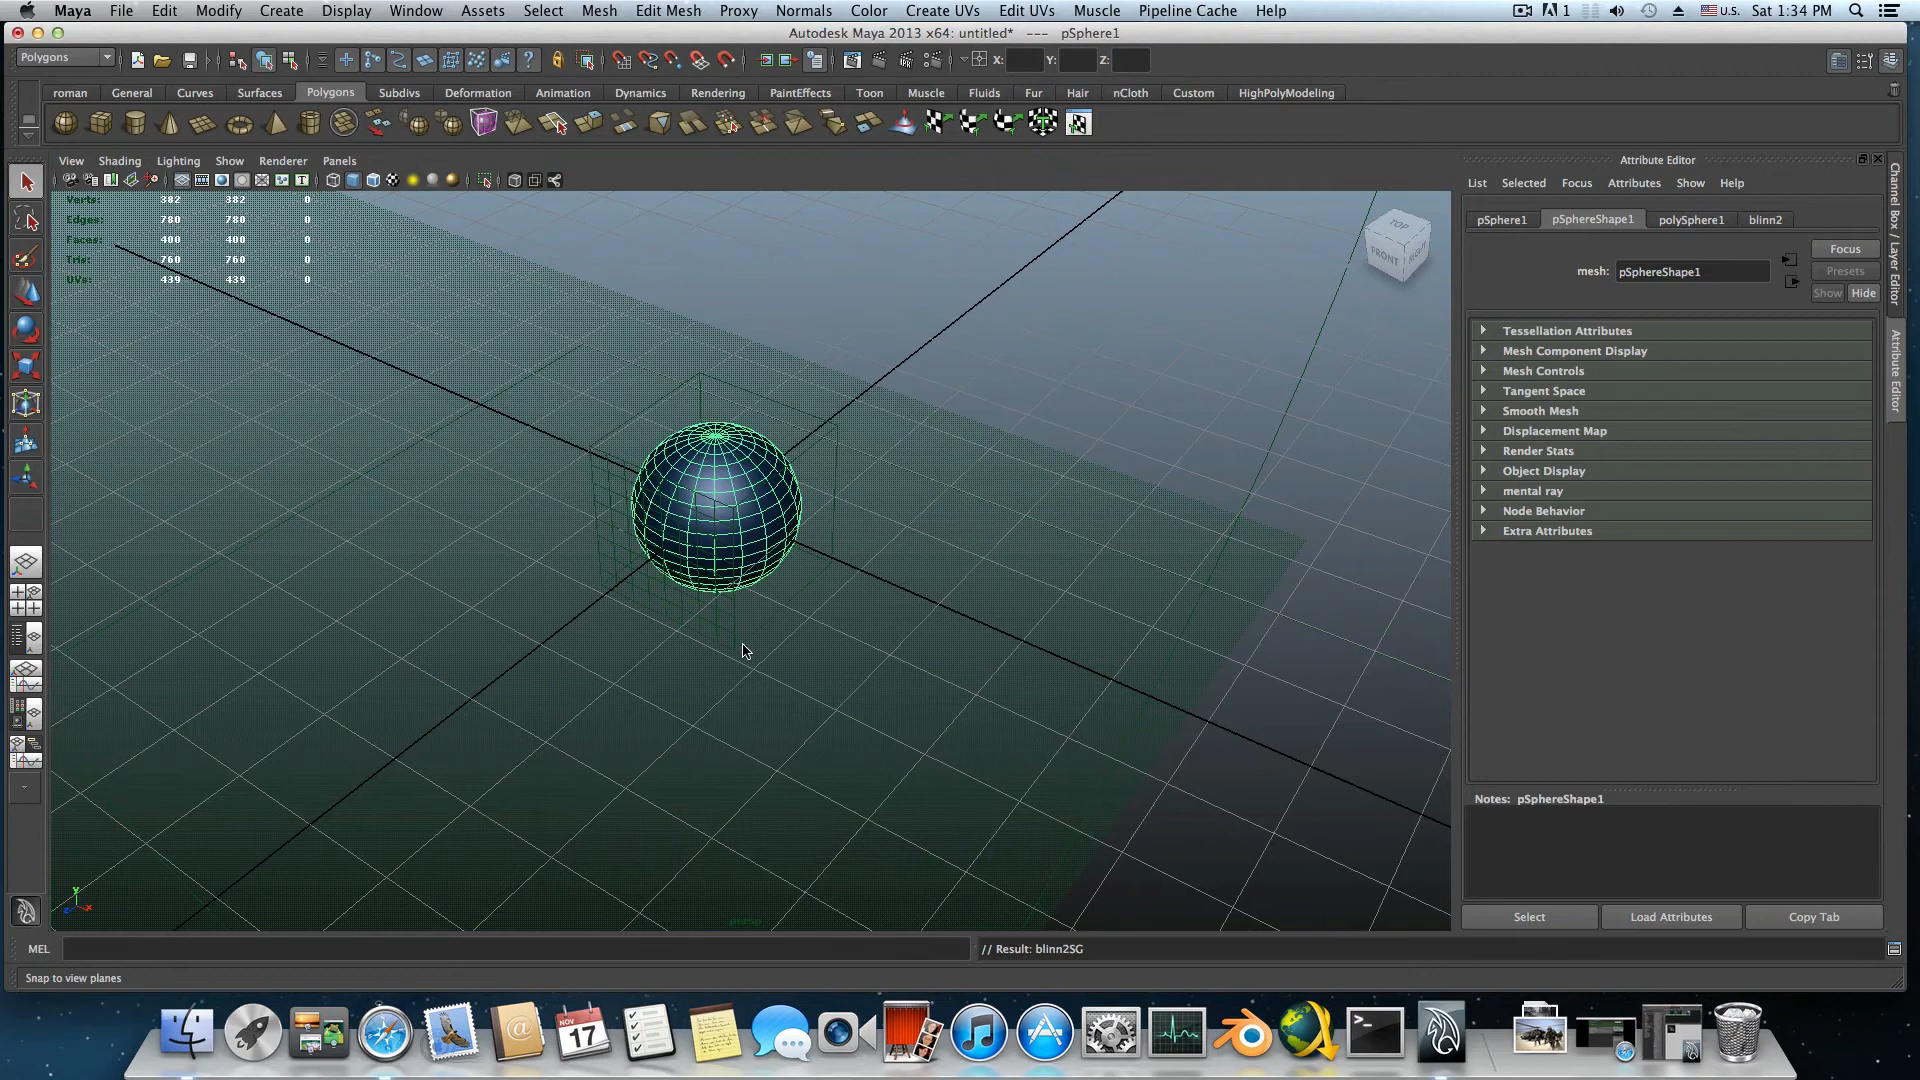 Maya File Edit Modify Create Display Window Assets Select Mesh Edit Mesh Proxy Normals Color Create UVs Edit UVs Muscle Pipeline Cache Help 1 U.S. Sat 1:34 PM
Autodesk Maya 2013 x64: untitled* --- pSphere1
Polygons X: Y: Z:
roman General Curves Surfaces Polygons Subdivs Deformation Animation Dynamics Rendering PaintEffects Toon Muscle Fluids Fur Hair nCloth Custom HighPolyModeling
View Shading Lighting Show Renderer Panels
Attribute Editor
List Selected Focus Attributes Show Help
Verts: 382 382 0
Edges: 780 780 0
Faces: 400 400 0
Tris: 760 760 0
UVs: 439 439 0
TOP
FRONT RIGHT
pSphere1 pSphereShape1 polySphere1 blinn2
Focus
mesh: pSphereShape1 Presets
Show Hide
Tessellation Attributes
Mesh Component Display
Mesh Controls
Tangent Space
Smooth Mesh
Displacement Map
Render Stats
Object Display
mental ray
Node Behavior
Extra Attributes
Channel Box / Layer Editor
Attribute Editor
Notes: pSphereShape1
Select Load Attributes Copy Tab
y
z x
persp
MEL // Result: blinn2SG
Snap to view planes
NOV
17